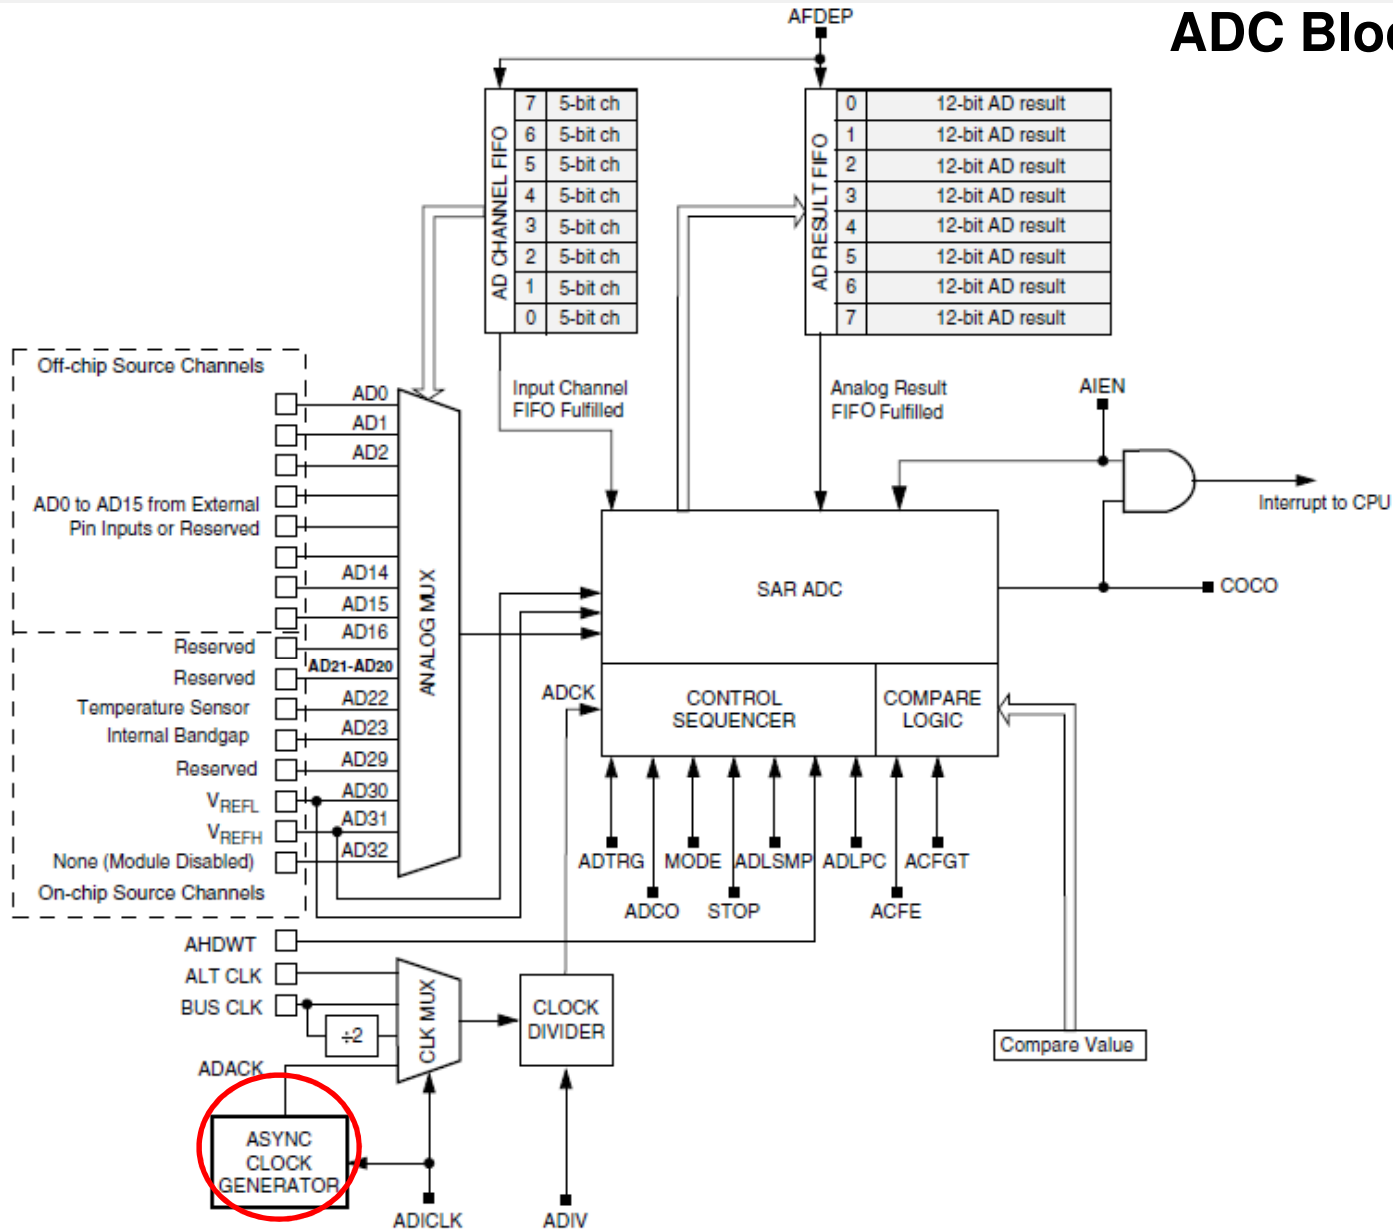 ADC Bloc
AFDEP
AD CHANNEL FIFO
7 5-bit ch
6 5-bit ch
5 5-bit ch
4 5-bit ch
3 5-bit ch
2 5-bit ch
1 5-bit ch
0 5-bit ch
AD RESULT FIFO
0 12-bit AD result
1 12-bit AD result
2 12-bit AD result
3 12-bit AD result
4 12-bit AD result
5 12-bit AD result
6 12-bit AD result
7 12-bit AD result
Input Channel
FIFO Fulfilled
Analog Result
FIFO Fulfilled
AIEN
Interrupt to CPU
COCO
Off-chip Source Channels
AD0
AD1
AD2
AD0 to AD15 from External
Pin Inputs or Reserved
AD14
AD15
AD16
Reserved
AD21-AD20
Reserved
AD22
Temperature Sensor
AD23
Internal Bandgap
AD29
Reserved
AD30
VREFL
AD31
VREFH
AD32
None (Module Disabled)
On-chip Source Channels
ANALOG MUX
SAR ADC
ADCK
CONTROL
SEQUENCER
COMPARE
LOGIC
ADTRG MODE ADLSMP ADLPC ACFGT
ADCO STOP ACFE
AHDWT
ALT CLK
BUS CLK
÷2
CLK MUX
CLOCK
DIVIDER
Compare Value
ADACK
ASYNC
CLOCK
GENERATOR
ADICLK
ADIV